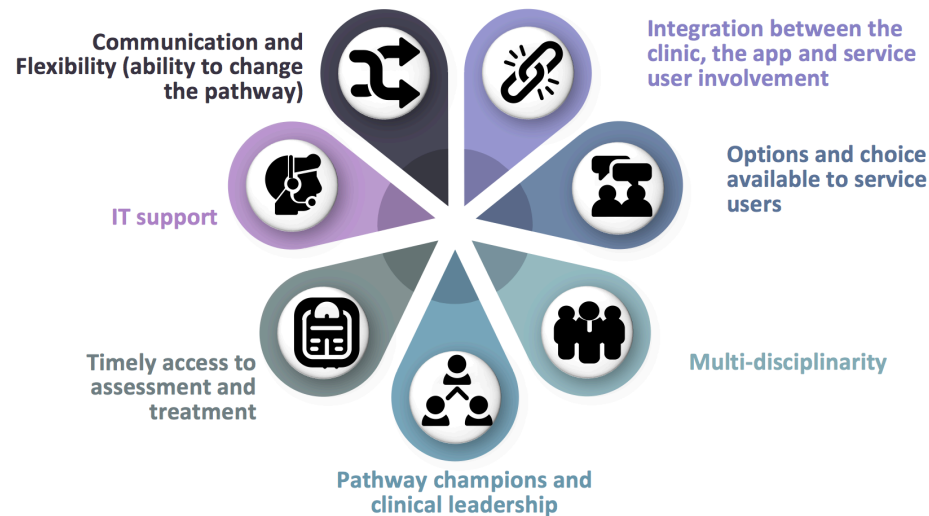 Communication and
Flexibility (ability to change
the pathway)
Integration between the
clinic, the app and service
user involvement
Options and choice
available to service
users
IT support
Timely access to
assessment and
treatment
Multi-disciplinarity
Pathway champions and
clinical leadership